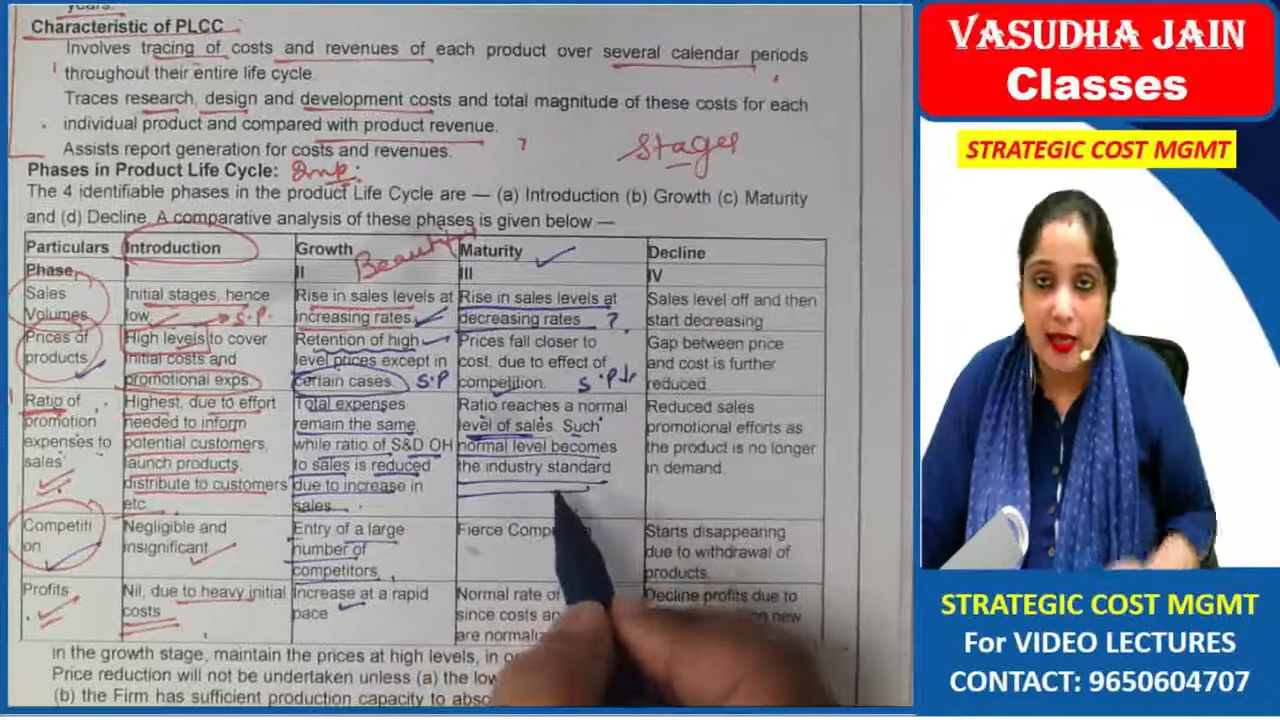 years.
Characteristic of PLCC
Involves tracing of costs and revenues of each product over several calendar periods
throughout their entire life cycle.
Traces research, design and development costs and total magnitude of these costs for each
individual product and compared with product revenue.
Assists report generation for costs and revenues.
Stages
Phases in Product Life Cycle: Imp:
The 4 identifiable phases in the product Life Cycle are — (a) Introduction (b) Growth (c) Maturity
and (d) Decline. A comparative analysis of these phases is given below —
Particulars Introduction Growth Maturity Decline
Beautiful
Phase I II III IV
Sales
Volumes
Initial stages, hence
low S.P.
Rise in sales levels at
increasing rates
Rise in sales levels at
decreasing rates ?
Sales level off and then
start decreasing
Prices of
products
High levels to cover
initial costs and
promotional exps.
Retention of high
level prices except in
certain cases S.P
Prices fall closer to
cost, due to effect of
competition. S.P↓
Gap between price
and cost is further
reduced.
Ratio of
promotion
expenses to
sales
Highest, due to effort
needed to inform
potential customers,
launch products,
distribute to customers
etc.
Total expenses
remain the same,
while ratio of S&D OH
to sales is reduced
due to increase in
sales.
Ratio reaches a normal
level of sales. Such
normal level becomes
the industry standard
Reduced sales
promotional efforts as
the product is no longer
in demand.
Competiti
on
Negligible and
insignificant
Entry of a large
number of
competitors
Fierce
Starts disappearing
due to withdrawal of
products.
Profits
Nil, due to heavy initial
costs
Increase at a rapid
pace
Normal rate of
since costs
are
Decline profits due to
new
in the growth stage, maintain the prices at high levels, in
Price reduction will not be undertaken unless (a) the
(b) the Firm has sufficient production capacity to
VASUDHA JAIN
Classes
STRATEGIC COST MGMT
STRATEGIC COST MGMT
For VIDEO LECTURES
CONTACT: 9650604707